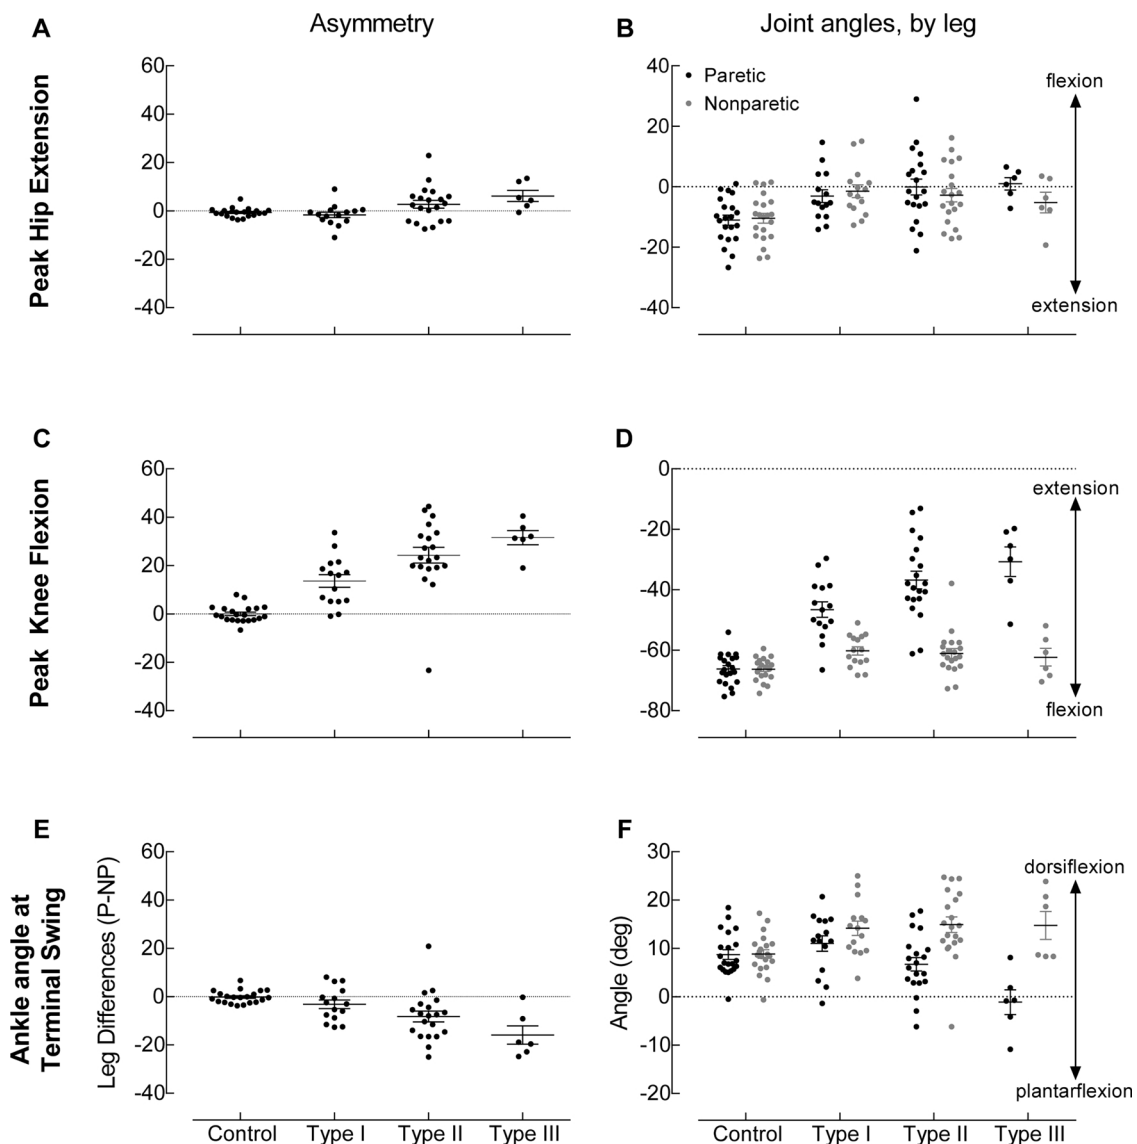 A
Asymmetry
B
Joint angles, by leg
Peak Hip Extension
60
40
20
0
-20
-40
40
20
0
-20
-40
Paretic
Nonparetic
flexion
extension
C
D
Peak Knee Flexion
60
40
20
0
-20
-40
0
-20
-40
-60
-80
extension
flexion
E
F
Ankle angle at
Terminal Swing
Leg Differences (P-NP)
60
40
20
0
-20
-40
Angle (deg)
30
20
10
0
-10
-20
dorsiflexion
plantarflexion
Control Type I Type II Type III
Control Type I Type II Type III